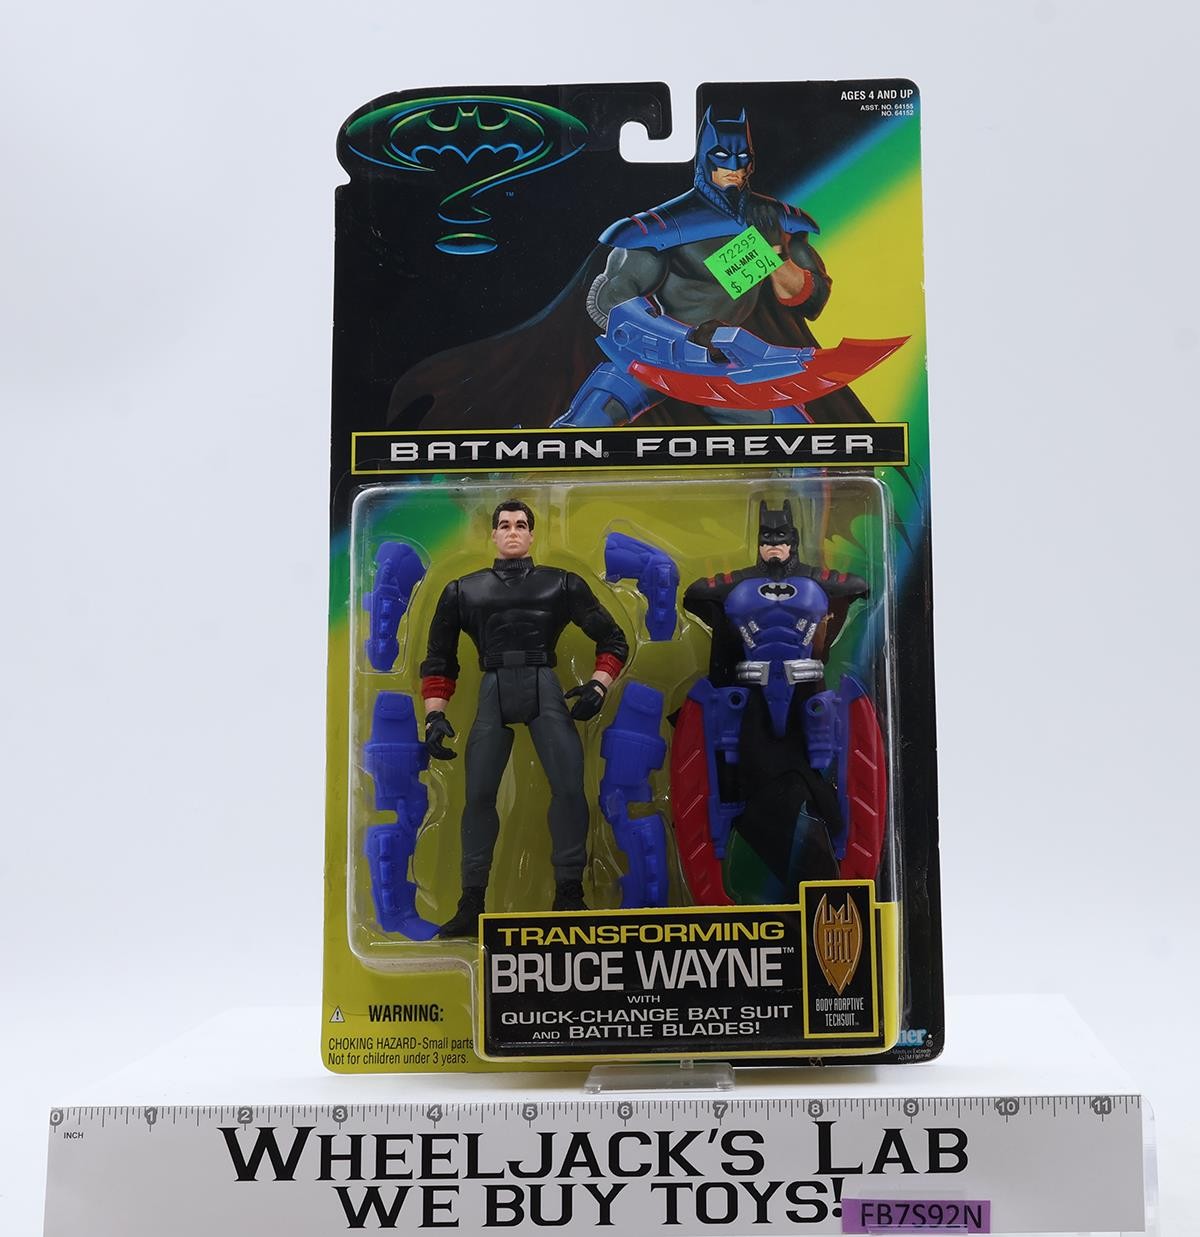 AGES 4 AND UP
ASST. NO. 64155
NO. 64152
TM
72295
WAL-MART
$5.94
BATMAN FOREVER
TRANSFORMING
BRUCE WAYNE™
WITH
QUICK-CHANGE BAT SUIT
AND BATTLE BLADES!
BAT
BODY ADAPTIVE
TECHSUIT
WARNING:
CHOKING HAZARD-Small parts
Not for children under 3 years.
ner
0 1 2 3 4 5 6 7 8 9 10 11
INCH
WHEELJACK'S LAB
WE BUY TOYS!
FB7S92N